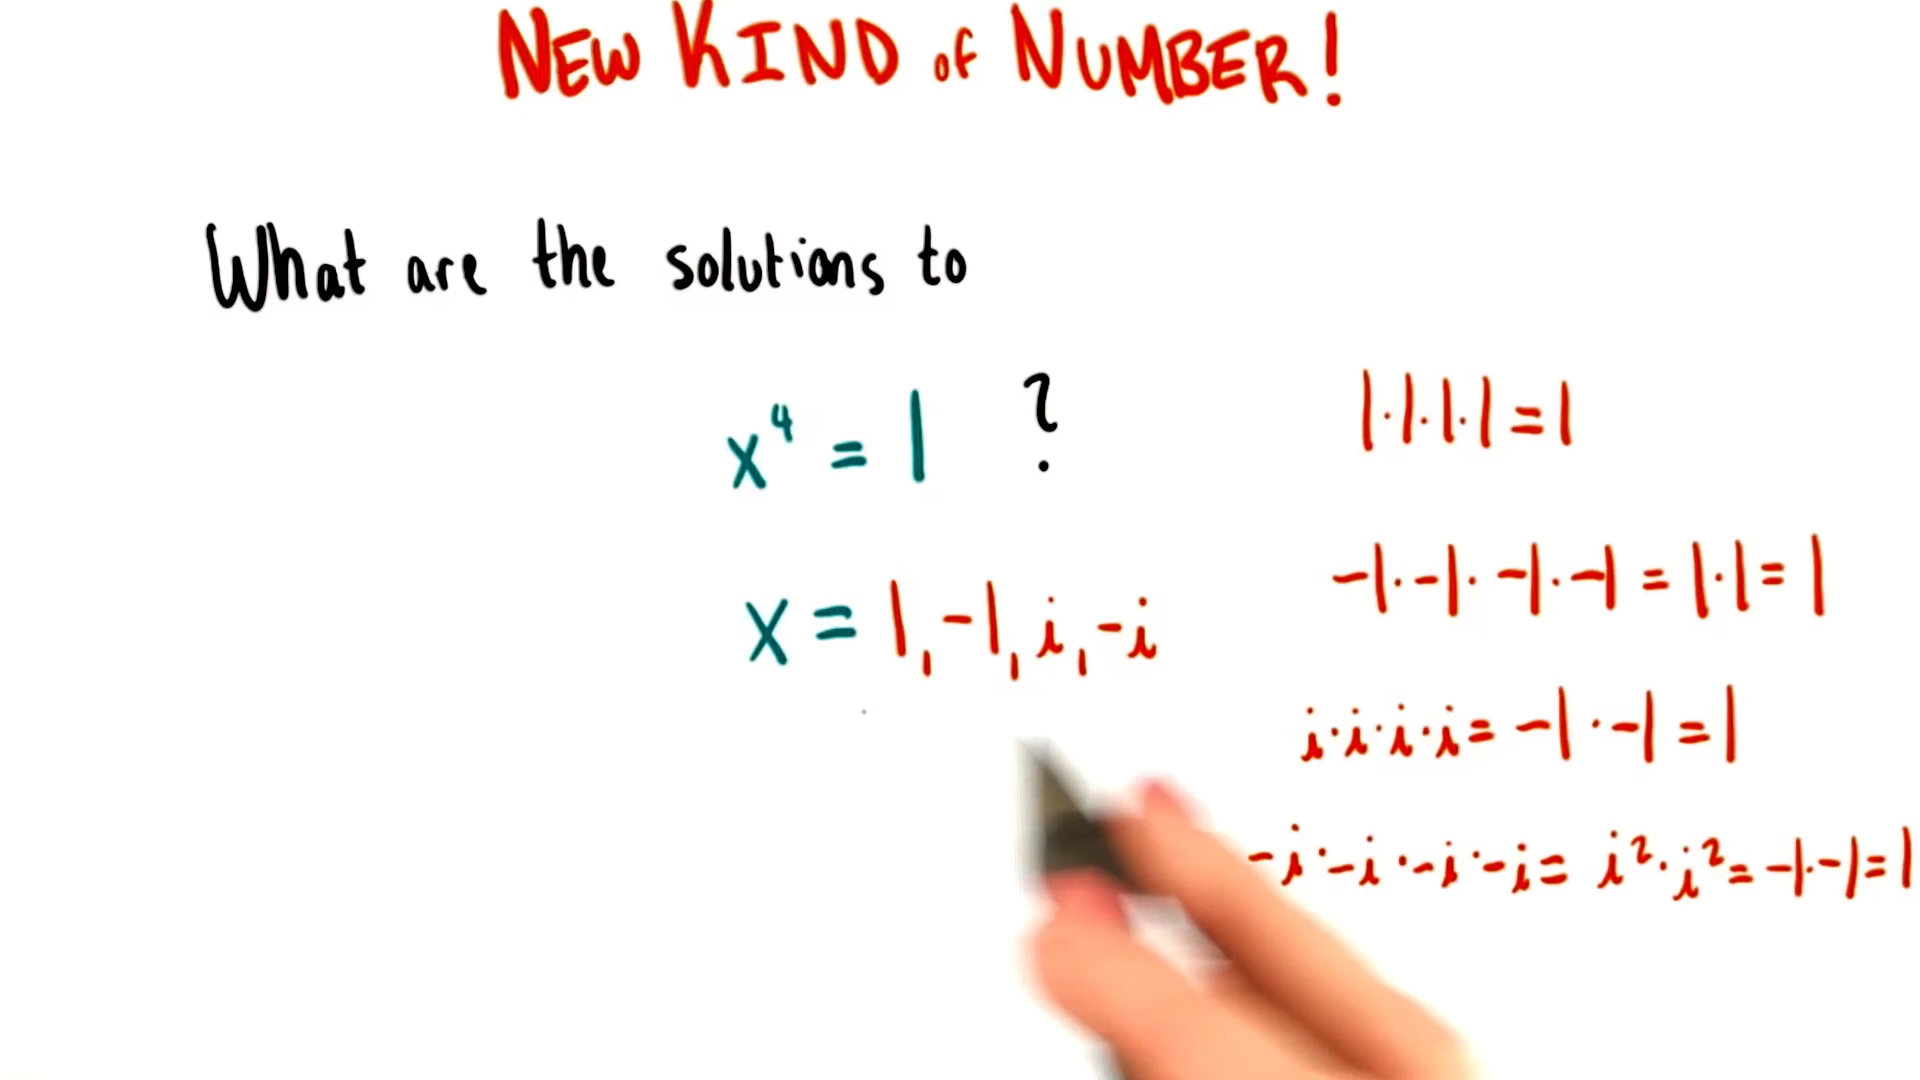 NEW KIND of NUMBER!
What are the solutions to
x⁴ = 1 ?
1·1·1·1=1
-1·-1·-1·-1=1·1=1
x = 1, -1, i, -i
i·i·i·i=-1·-1=1
-i·-i·-i·-i=i²·i²=-1·-1=1